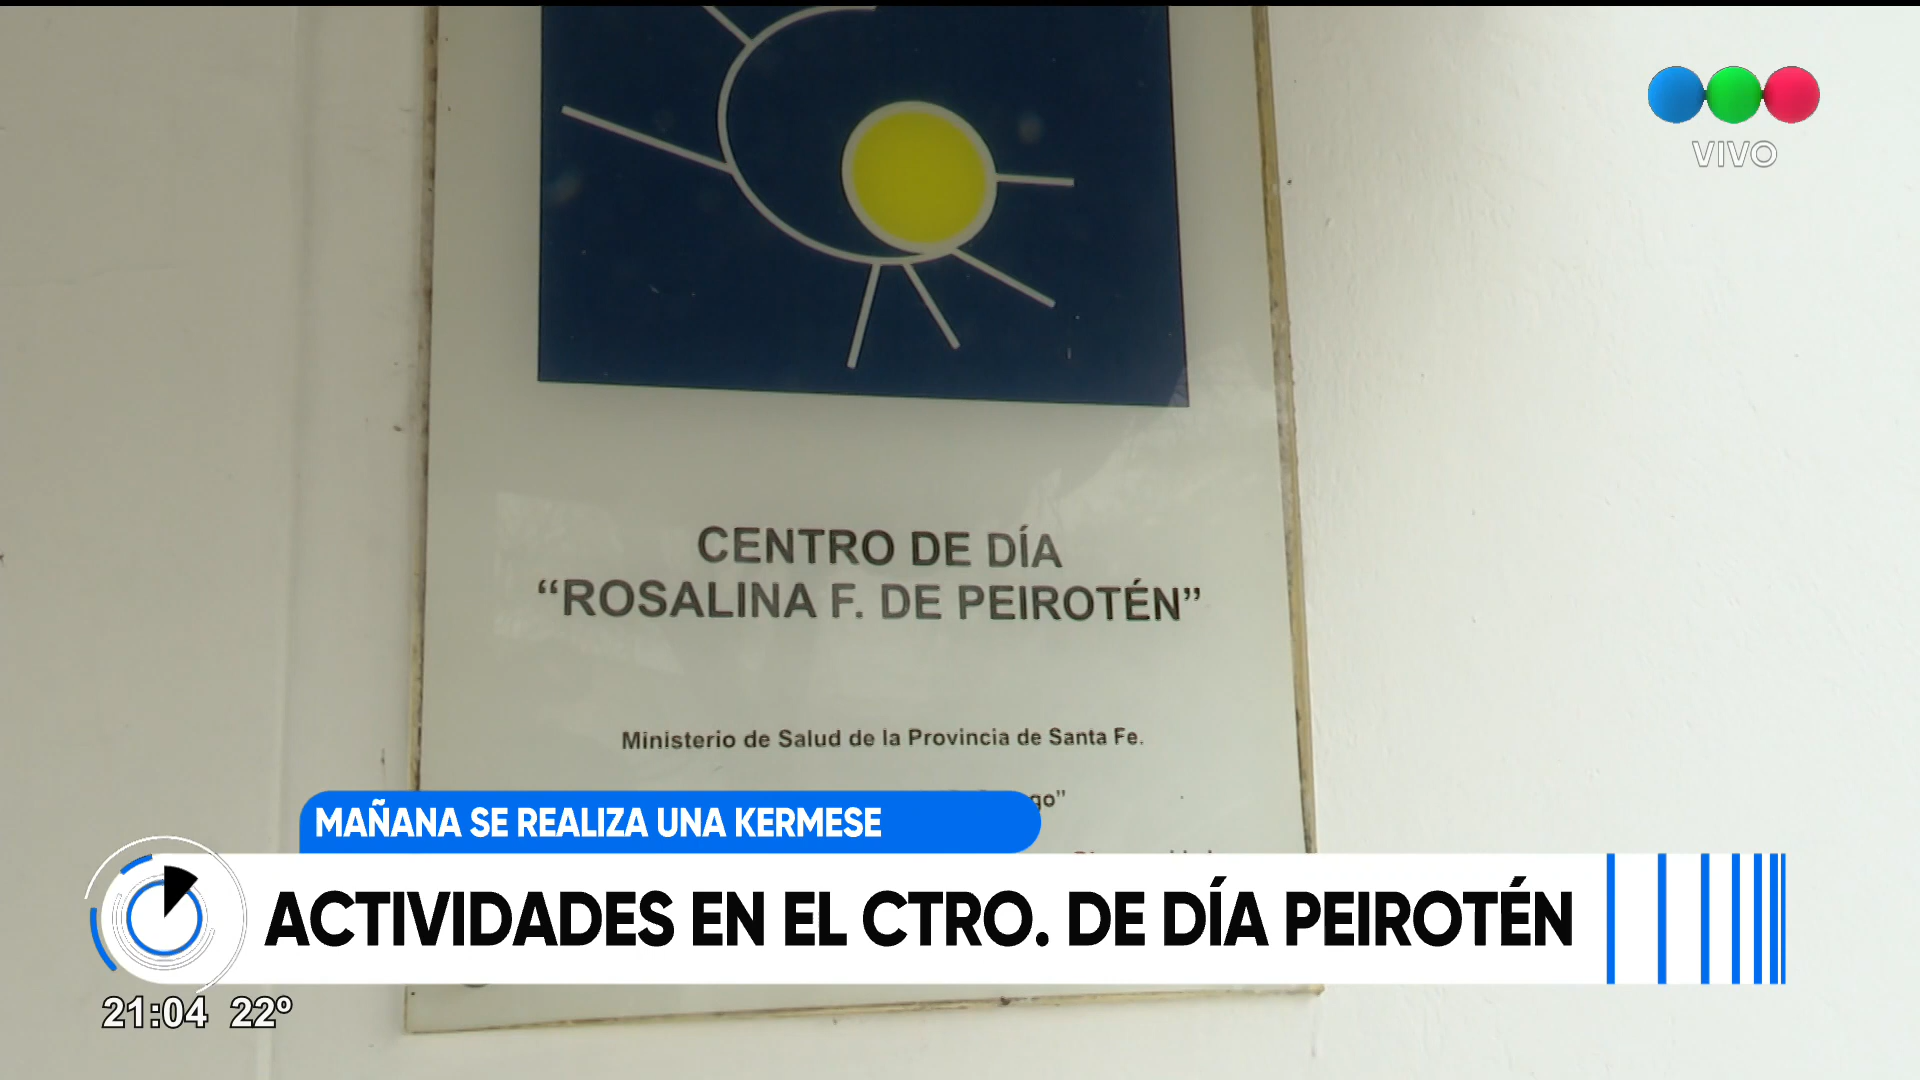 VIVO
CENTRO DE DÍA
“ROSALINA F. DE PEIROTÉN”
Ministerio de Salud de la Provincia de Santa Fe.
MAÑANA SE REALIZA UNA KERMESE
ACTIVIDADES EN EL CTRO. DE DÍA PEIROTÉN
21:04 22º